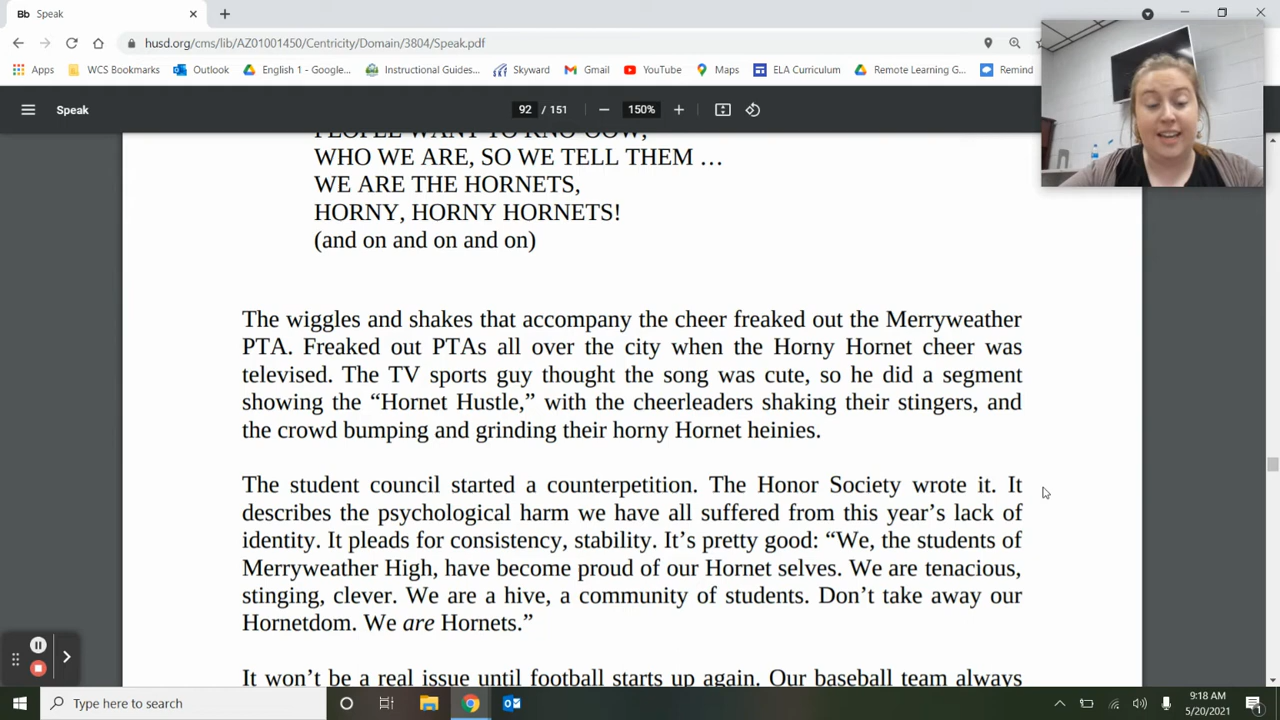 Bb Speak
husd.org/cms/lib/AZ01001450/Centricity/Domain/3804/Speak.pdf
Apps WCS Bookmarks Outlook English 1 - Google... Instructional Guides... Skyward Gmail YouTube Maps ELA Curriculum Remote Learning G... Remind
Speak 92 / 151 150%
PEOPLE WANT TO KNO-OOW,
WHO WE ARE, SO WE TELL THEM …
WE ARE THE HORNETS,
HORNY, HORNY HORNETS!
(and on and on and on)
The wiggles and shakes that accompany the cheer freaked out the Merryweather
PTA. Freaked out PTAs all over the city when the Horny Hornet cheer was
televised. The TV sports guy thought the song was cute, so he did a segment
showing the “Hornet Hustle,” with the cheerleaders shaking their stingers, and
the crowd bumping and grinding their horny Hornet heinies.
The student council started a counterpetition. The Honor Society wrote it. It
describes the psychological harm we have all suffered from this year’s lack of
identity. It pleads for consistency, stability. It’s pretty good: “We, the students of
Merryweather High, have become proud of our Hornet selves. We are tenacious,
stinging, clever. We are a hive, a community of students. Don’t take away our
Hornetdom. We are Hornets.”
It won’t be a real issue until football starts up again. Our baseball team always
Type here to search
9:18 AM
5/20/2021